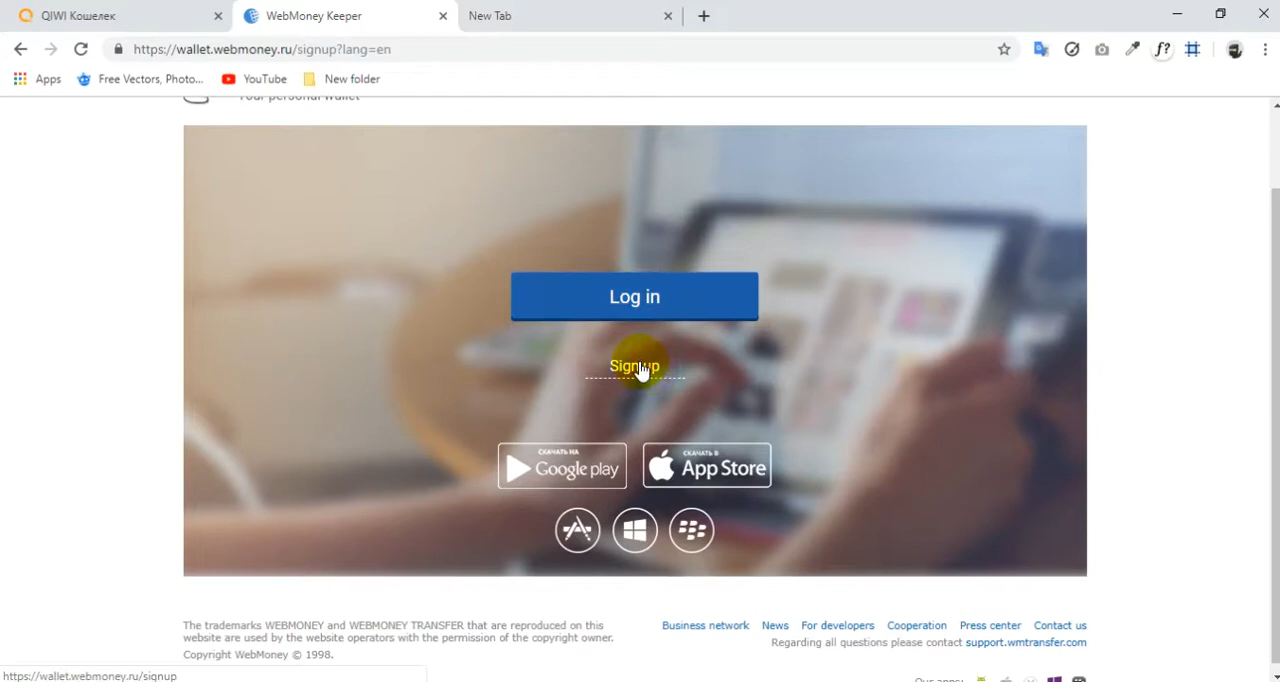 QIWI Кошелек
WebMoney Keeper
New Tab
https://wallet.webmoney.ru/signup?lang=en
f?
Apps
Free Vectors, Photo...
YouTube
New folder
Your personal wallet
Log in
Sign up
СКАЧАТЬ НА
Google play
СКАЧАТЬ В
App Store
The trademarks WEBMONEY and WEBMONEY TRANSFER that are reproduced on this
website are used by the website operators with the permission of the copyright owner.
Copyright WebMoney © 1998.
Business network News For developers Cooperation Press center Contact us
Regarding all questions please contact support.wmtransfer.com
Our apps:
https://wallet.webmoney.ru/signup